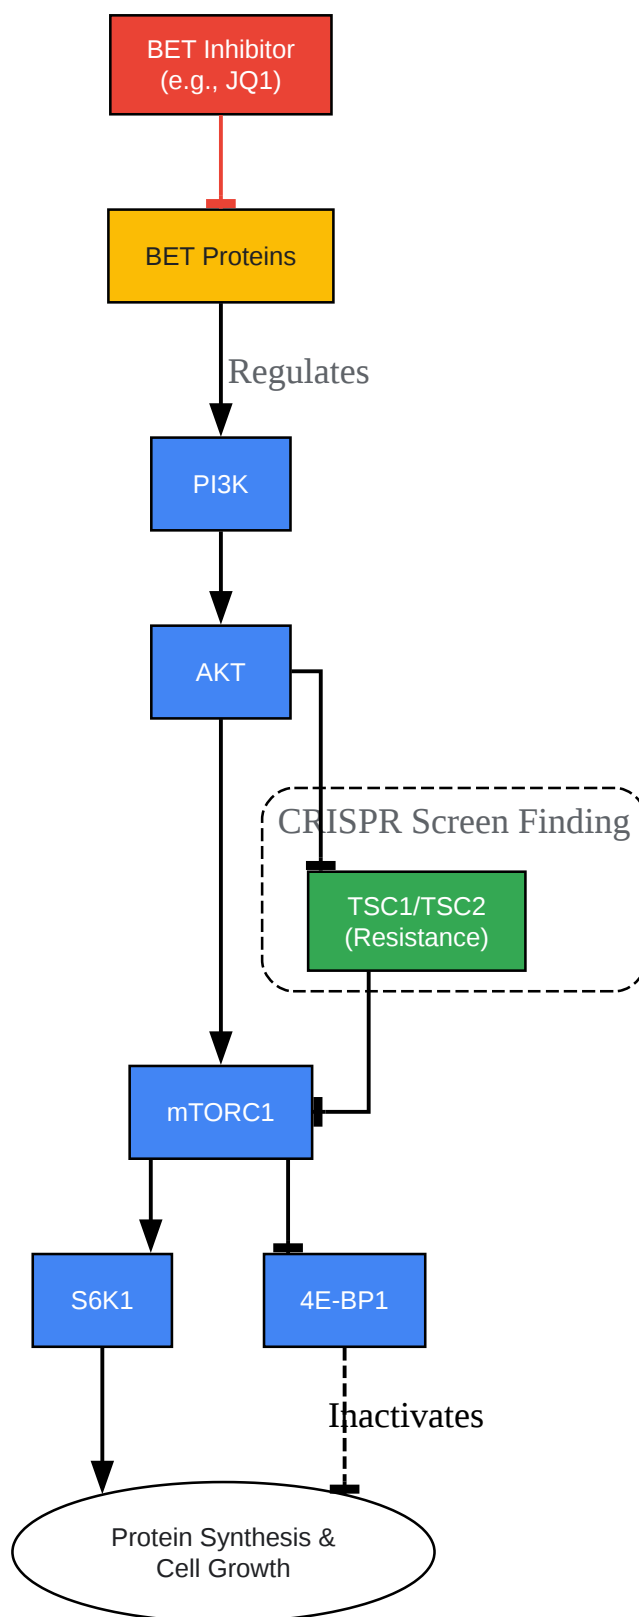 BET Inhibitor
(e.g., JQ1)
BET Proteins
Regulates
PI3K
AKT
CRISPR Screen Finding
TSC1/TSC2
(Resistance)
mTORC1
S6K1
4E-BP1
Inactivates
Protein Synthesis &
Cell Growth